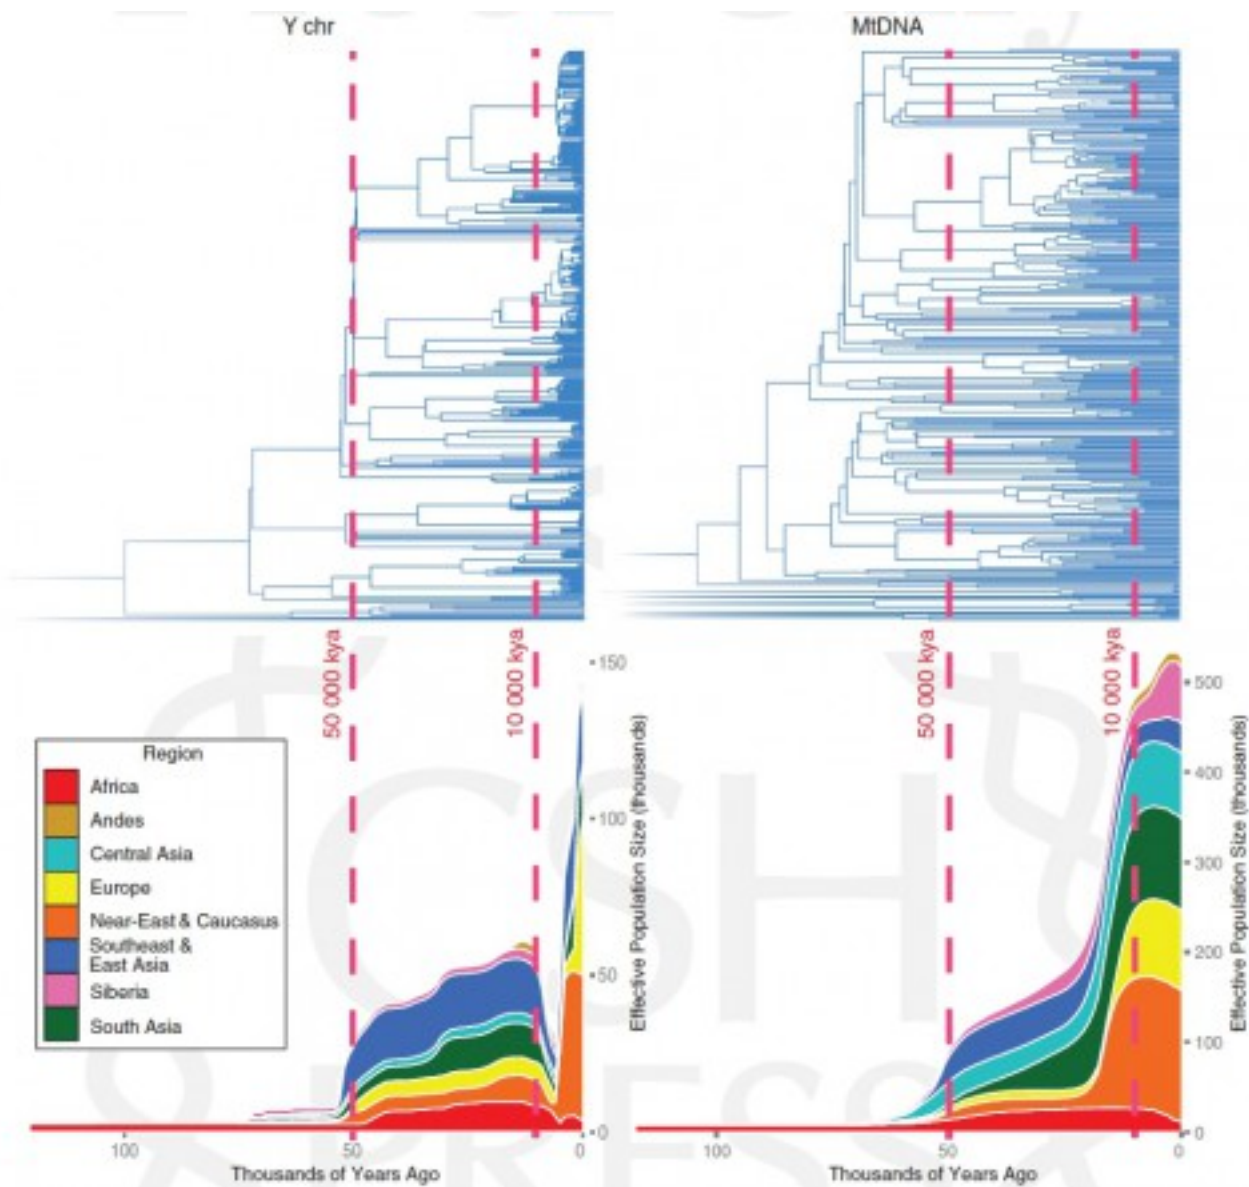 Y chr
MtDNA
50 000 kya
10 000 kya
50 000 kya
10 000 kya
150
100
50
0
Effective Population Size (thousands)
500
400
300
200
100
0
Effective Population Size (thousands)
Region
Africa
Andes
Central Asia
Europe
Near-East & Caucasus
Southeast &
East Asia
Siberia
South Asia
100
50
0
Thousands of Years Ago
100
50
0
Thousands of Years Ago
CSH
PRESS